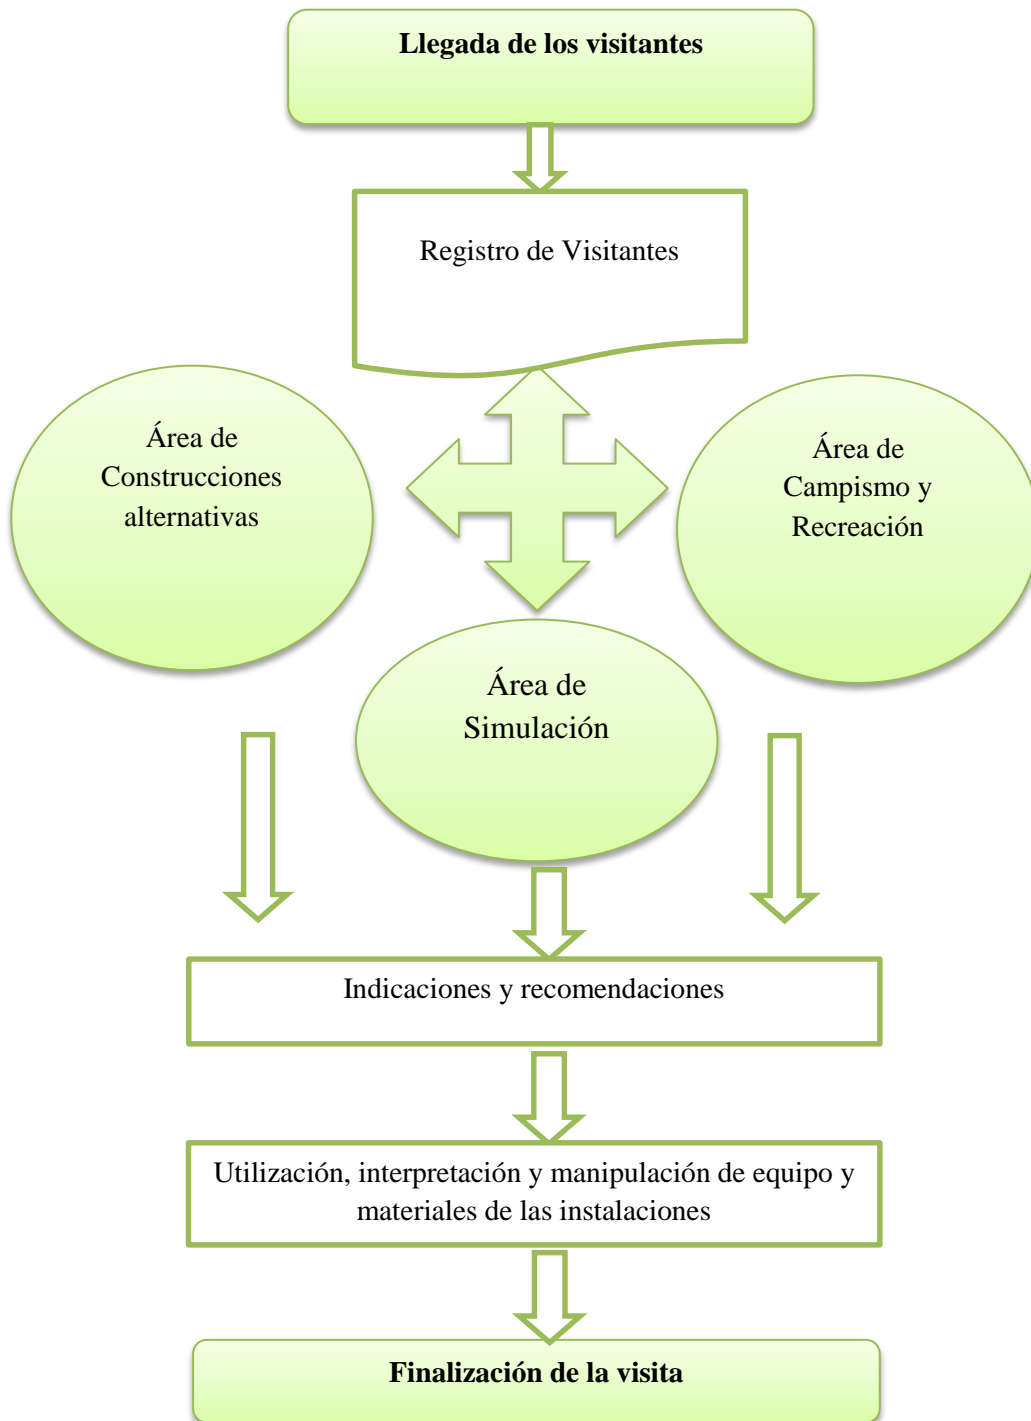 Llegada de los visitantes
Registro de Visitantes
Área de
Construcciones
alternativas
Área de
Campismo y
Recreación
Área de
Simulación
Indicaciones y recomendaciones
Utilización, interpretación y manipulación de equipo y
materiales de las instalaciones
Finalización de la visita